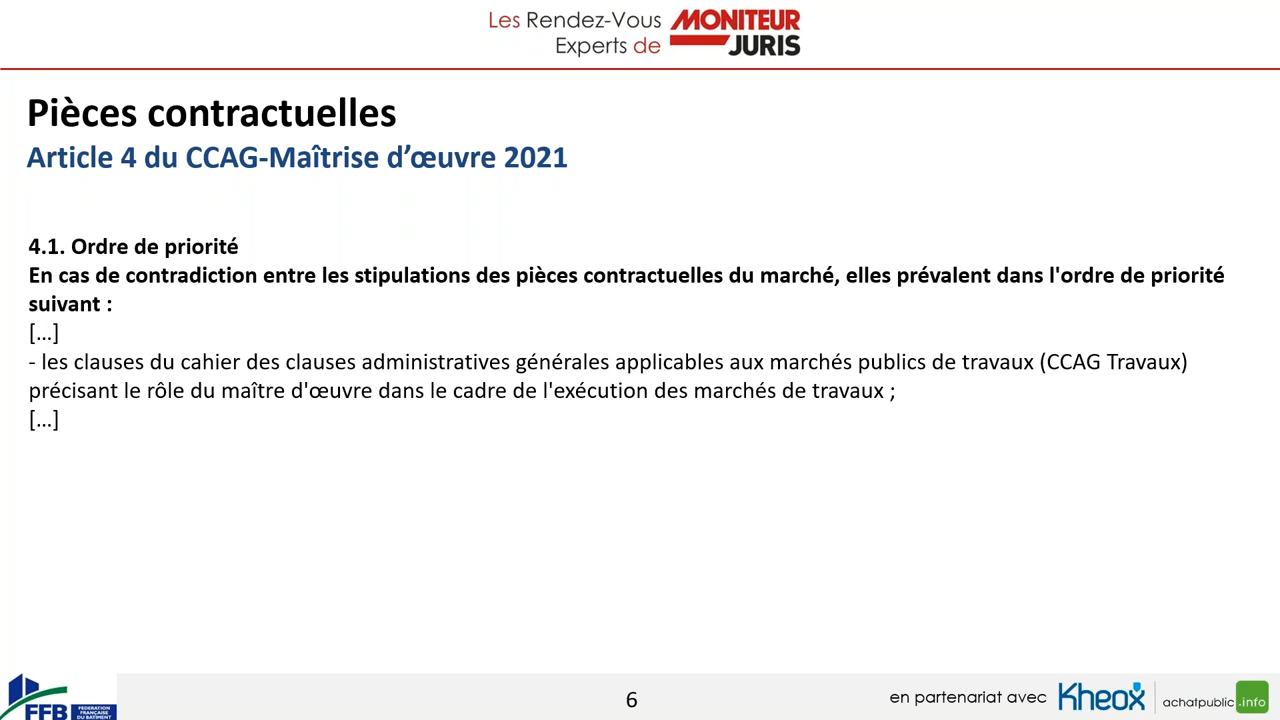 Les Rendez-Vous
Experts de
MONITEUR
JURIS
Pièces contractuelles
Article 4 du CCAG-Maîtrise d’œuvre 2021
4.1. Ordre de priorité
En cas de contradiction entre les stipulations des pièces contractuelles du marché, elles prévalent dans l'ordre de priorité
suivant :
[...]
- les clauses du cahier des clauses administratives générales applicables aux marchés publics de travaux (CCAG Travaux)
précisant le rôle du maître d'œuvre dans le cadre de l'exécution des marchés de travaux ;
[...]
FFB
FEDERATION
FRANÇAISE
DU BATIMENT
6
en partenariat avec
Kheox
achatpublic.info